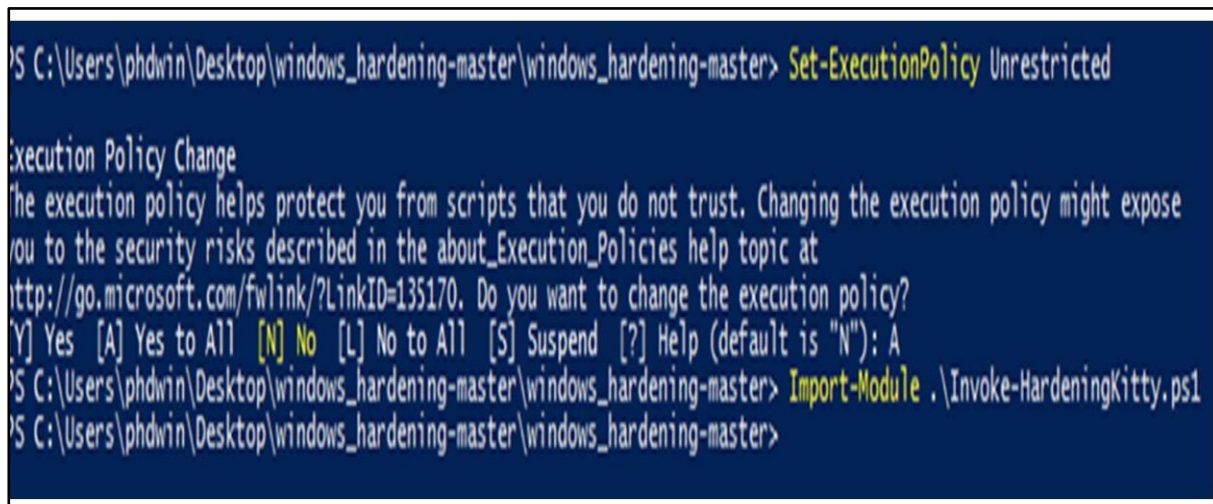 PS C:\Users\phdwin\Desktop\windows_hardening-master\windows_hardening-master> Set-ExecutionPolicy Unrestricted
Execution Policy Change
The execution policy helps protect you from scripts that you do not trust. Changing the execution policy might expose
you to the security risks described in the about_Execution_Policies help topic at
http://go.microsoft.com/fwlink/?LinkID=135170. Do you want to change the execution policy?
[Y] Yes [A] Yes to All [N] No [L] No to All [S] Suspend [?] Help (default is "N"): A
PS C:\Users\phdwin\Desktop\windows_hardening-master\windows_hardening-master> Import-Module .\Invoke-HardeningKitty.ps1
PS C:\Users\phdwin\Desktop\windows_hardening-master\windows_hardening-master>